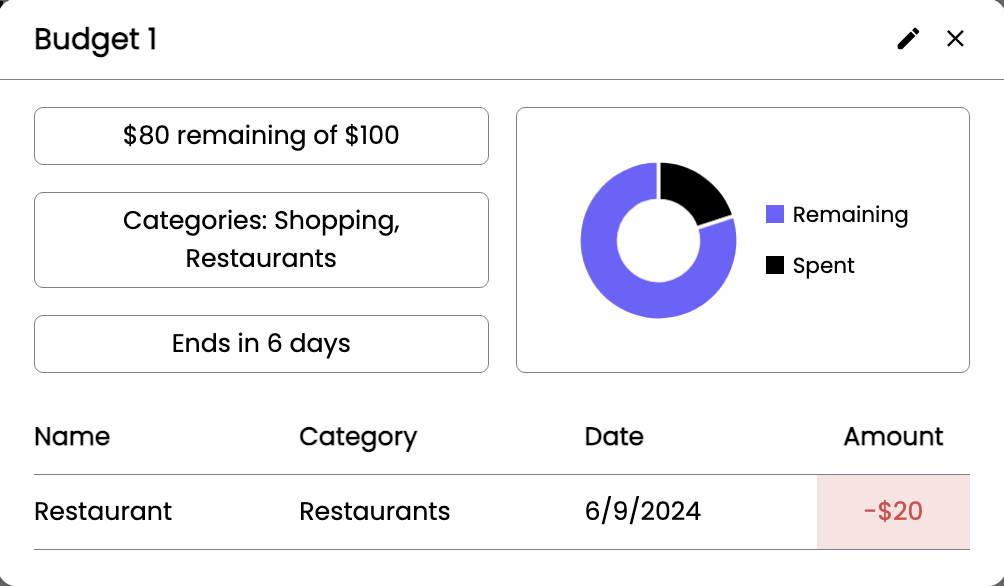 Budget 1
$80 remaining of $100
Categories: Shopping,
Restaurants
Ends in 6 days
Remaining
Spent
Name Category Date Amount
Restaurant Restaurants 6/9/2024 -$20